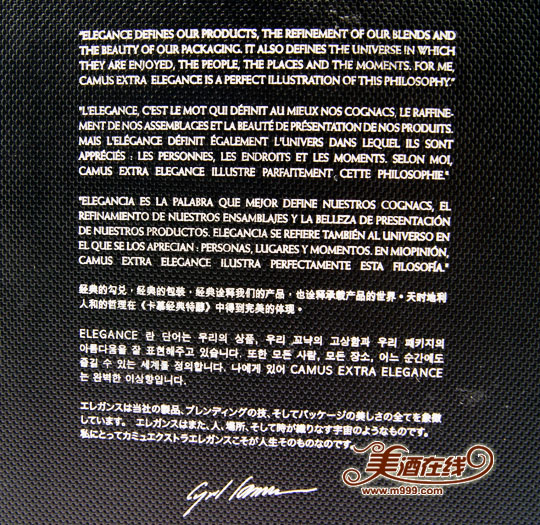 "ELEGANCE DEFINES OUR PRODUCTS, THE REFINEMENT OF OUR BLENDS AND
THE BEAUTY OF OUR PACKAGING. IT ALSO DEFINES THE UNIVERSE IN WHICH
THEY ARE ENJOYED, THE PEOPLE, THE PLACES AND THE MOMENTS. FOR ME,
CAMUS EXTRA ELEGANCE IS A PERFECT ILLUSTRATION OF THIS PHILOSOPHY."
"L'ELEGANCE, C'EST LE MOT QUI DÉFINIT AU MIEUX NOS COGNACS, LE RAFFINE-
MENT DE NOS ASSEMBLAGES ET LA BEAUTÉ DE PRÉSENTATION DE NOS PRODUITS.
MAIS L'ELÉGANCE DÉFINIT ÉGALEMENT L'UNIVERS DANS LEQUEL ILS SONT
APPRÉCIÉS : LES PERSONNES, LES ENDROITS ET LES MOMENTS. SELON MOI,
CAMUS EXTRA ELEGANCE ILLUSTRE PARFAITEMENT CETTE PHILOSOPHIE."
"ELEGANCIA ES LA PALABRA QUE MEJOR DEFINE NUESTROS COGNACS, EL
REFINAMIENTO DE NUESTROS ENSAMBLAJES Y LA BELLEZA DE PRESENTACIÓN
DE NUESTROS PRODUCTOS. ELEGANCIA SE REFIERE TAMBIÉN AL UNIVERSO EN
EL QUE SE LOS APRECIAN : PERSONAS, LUGARES Y MOMENTOS. EN MIOPINIÓN,
CAMUS EXTRA ELEGANCE ILUSTRA PERFECTAMENTE ESTA FILOSOFÍA."
经典的勾兑，经典的包装，经典诠释我们的产品，也诠释承载产品的世界。天时地利
人和的哲理在《卡慕经典特醇》中得到完美的体现。
ELEGANCE 란 단어는 우리의 상품, 우리 꼬냑의 고상함과 우리 패키지의
아름다움을 잘 표현해주고 있습니다. 또한 모든 사람, 모든 장소, 어느 순간에도
즐길 수 있는 세계를 정의합니다. 나에게 있어 CAMUS EXTRA ELEGANCE
는 완벽한 이상향입니다.
エレガンスは当社の製品、ブレンディングの技、そしてパッケージの美しさの全てを象徴
しています。 エレガンスはまた、人、場所、そして時が織りなす宇宙のようなものです。
私にとってカミュエクストラエレガンスこそが人生そのものなのです。
Cyril Camus
美酒在线
www.m999.com